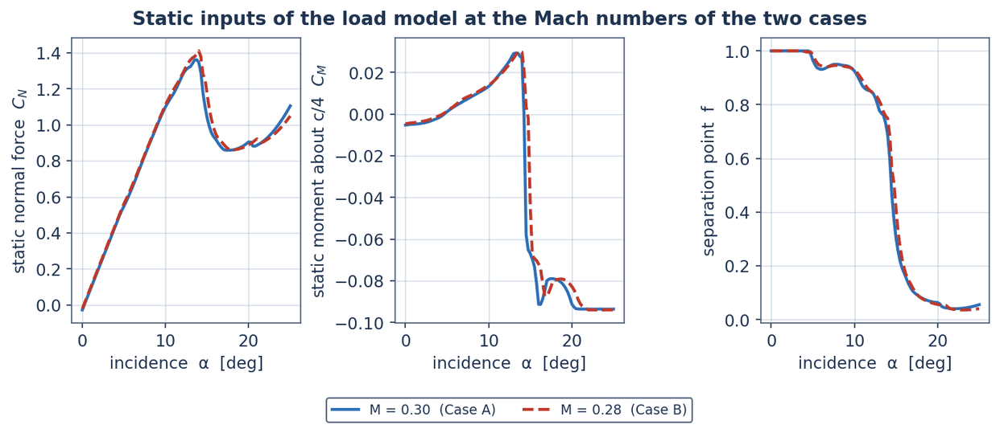 Static inputs of the load model at the Mach numbers of the two cases
static normal force C_N
1.4
1.2
1.0
0.8
0.6
0.4
0.2
0.0
0 10 20
incidence α [deg]
static moment about c/4 C_M
0.02
0.00
−0.02
−0.04
−0.06
−0.08
−0.10
0 10 20
incidence α [deg]
separation point f
1.0
0.8
0.6
0.4
0.2
0.0
0 10 20
incidence α [deg]
M = 0.30 (Case A) M = 0.28 (Case B)